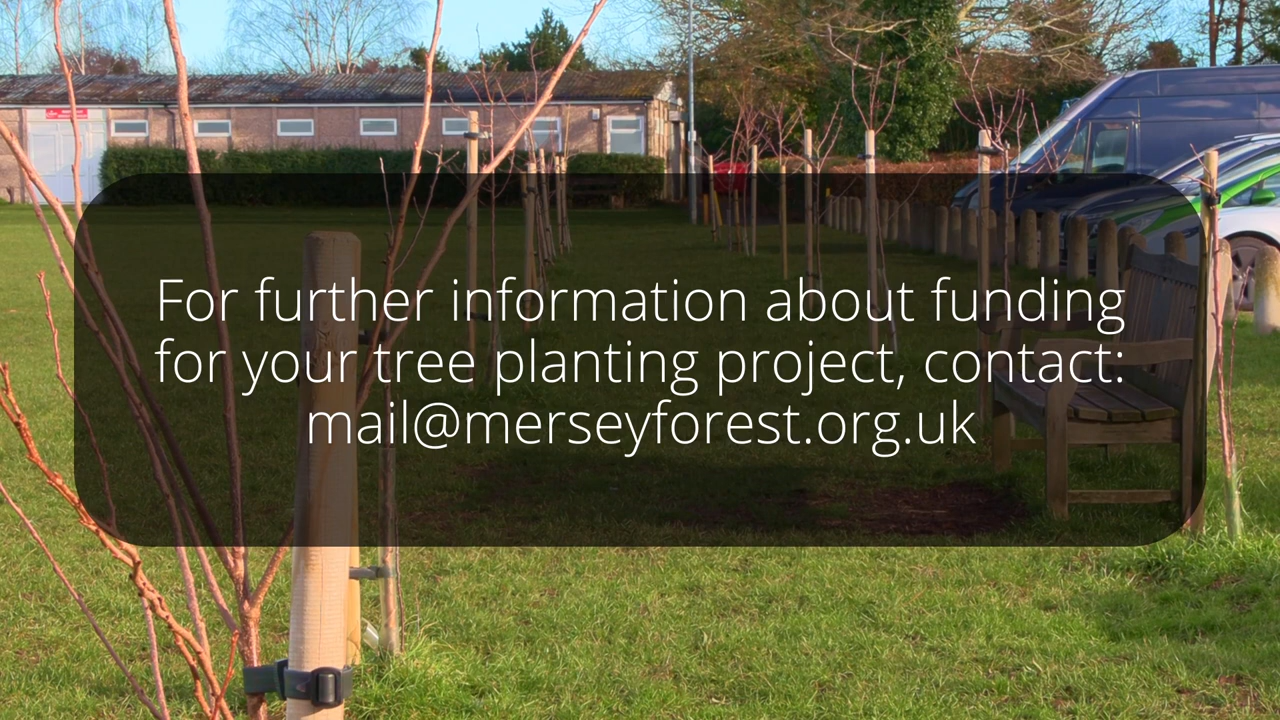 For further information about funding
for your tree planting project, contact:
mail@merseyforest.org.uk